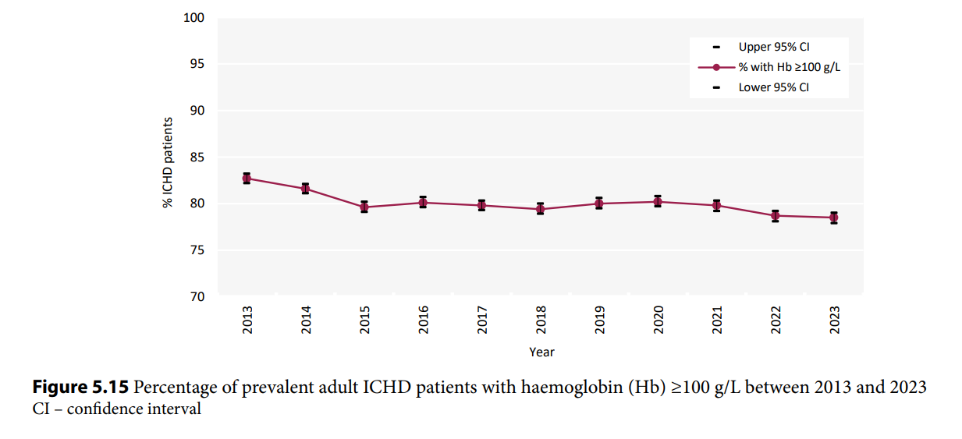 100
95
90
85
80
75
70
% ICHD patients
Upper 95% CI
% with Hb ≥100 g/L
Lower 95% CI
2013
2014
2015
2016
2017
2018
2019
2020
2021
2022
2023
Year
Figure 5.15 Percentage of prevalent adult ICHD patients with haemoglobin (Hb) ≥100 g/L between 2013 and 2023
CI – confidence interval